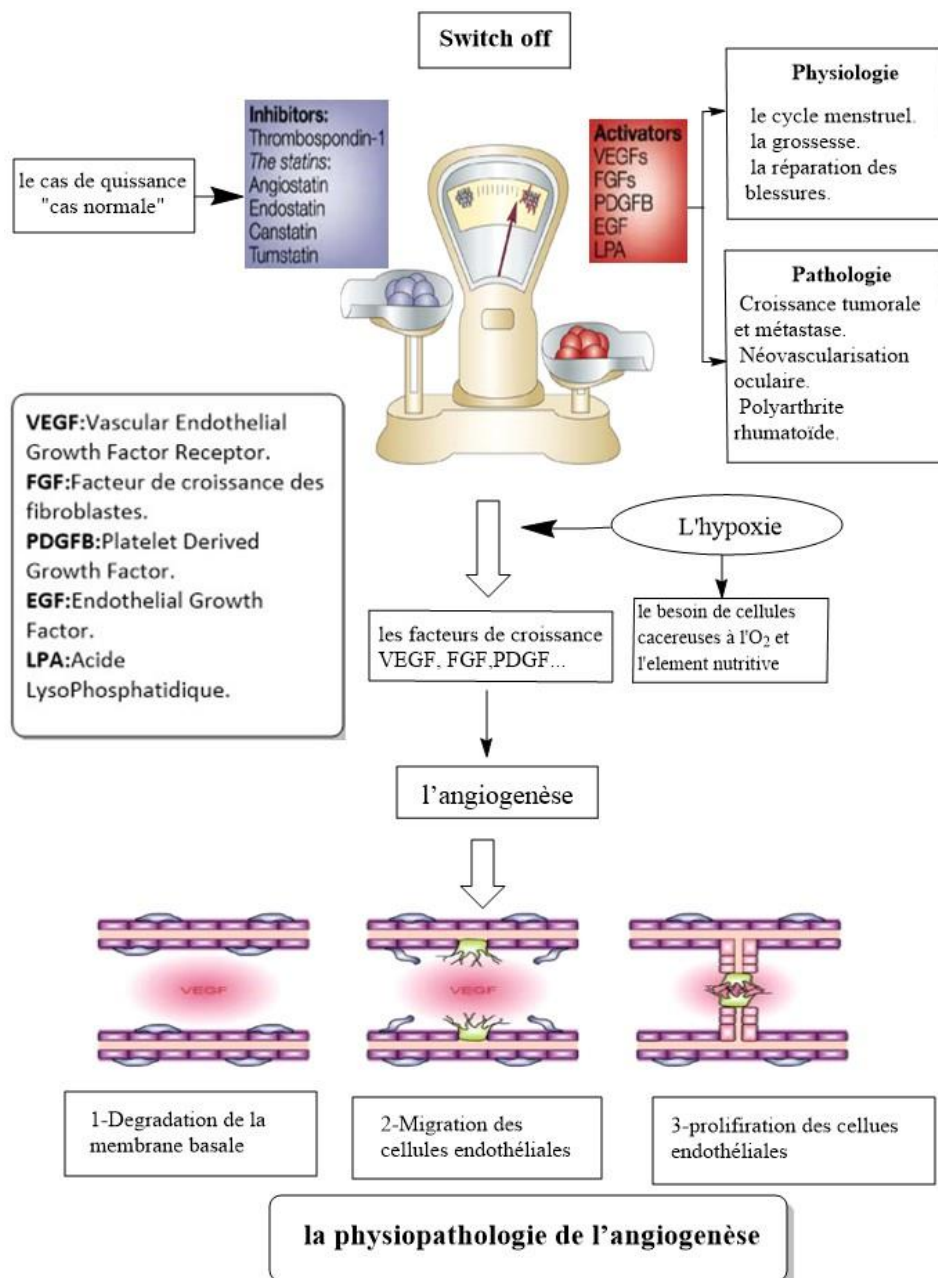 Switch off
Inhibitors:
Thrombospondin-1
The statins:
Angiostatin
Endostatin
Canstatin
Tumstatin
Activators
VEGFs
FGFs
PDGFB
EGF
LPA
Physiologie
le cycle menstruel.
la grossesse.
la réparation des
blessures.
le cas de quissance
"cas normale"
Pathologie
Croissance tumorale
et métastase.
Néovascularisation
oculaire.
Polyarthrite
rhumatoïde.
VEGF:Vascular Endothelial
Growth Factor Receptor.
FGF:Facteur de croissance des
fibroblastes.
PDGFB:Platelet Derived
Growth Factor.
EGF:Endothelial Growth
Factor.
LPA:Acide
LysoPhosphatidique.
L'hypoxie
les facteurs de croissance
VEGF, FGF,PDGF...
le besoin de cellules
cacereuses à l'O₂ et
l'element nutritive
l’angiogenèse
VEGF
VEGF
1-Degradation de la
membrane basale
2-Migration des
cellules endothéliales
3-prolifiration des cellues
endothéliales
la physiopathologie de l’angiogenèse